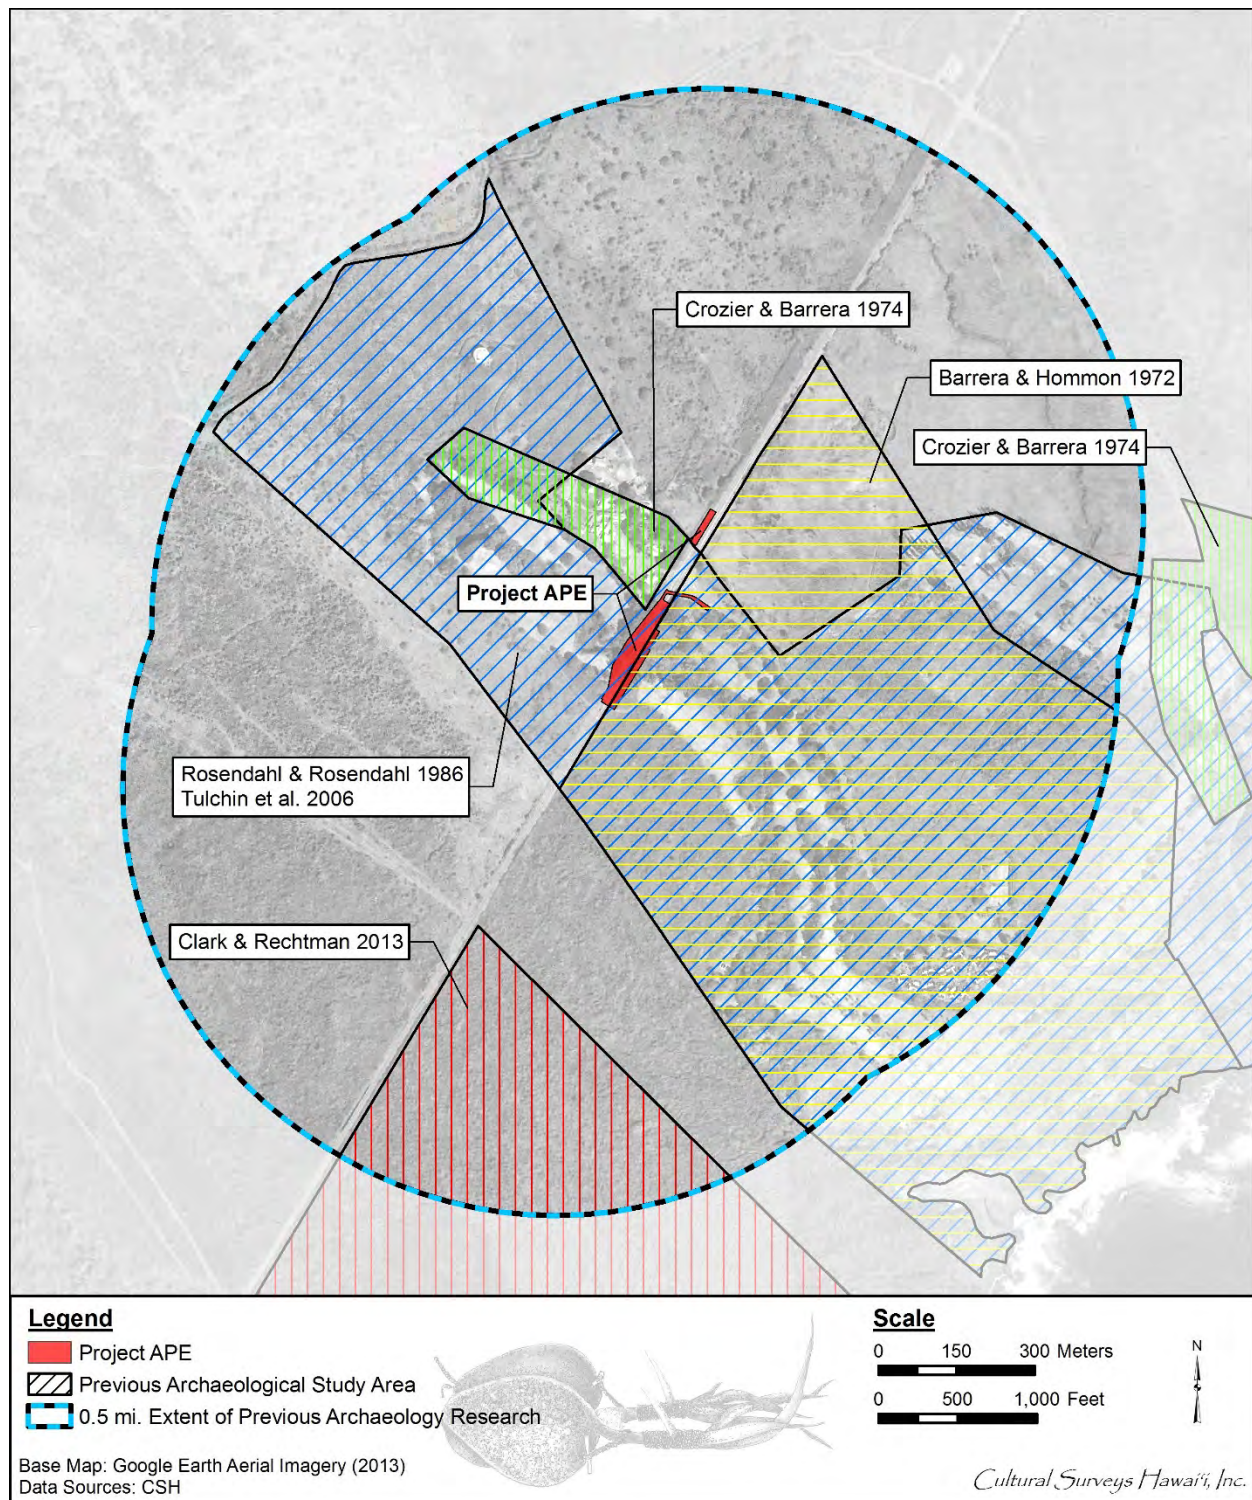 Crozier & Barrera 1974
Barrera & Hommon 1972
Crozier & Barrera 1974
Project APE
Rosendahl & Rosendahl 1986
Tulchin et al. 2006
Clark & Rechtman 2013
Legend
Project APE
Previous Archaeological Study Area
0.5 mi. Extent of Previous Archaeology Research
Base Map: Google Earth Aerial Imagery (2013)
Data Sources: CSH
Scale
0 150 300 Meters
0 500 1,000 Feet
N
Cultural Surveys Hawaiʻi, Inc.